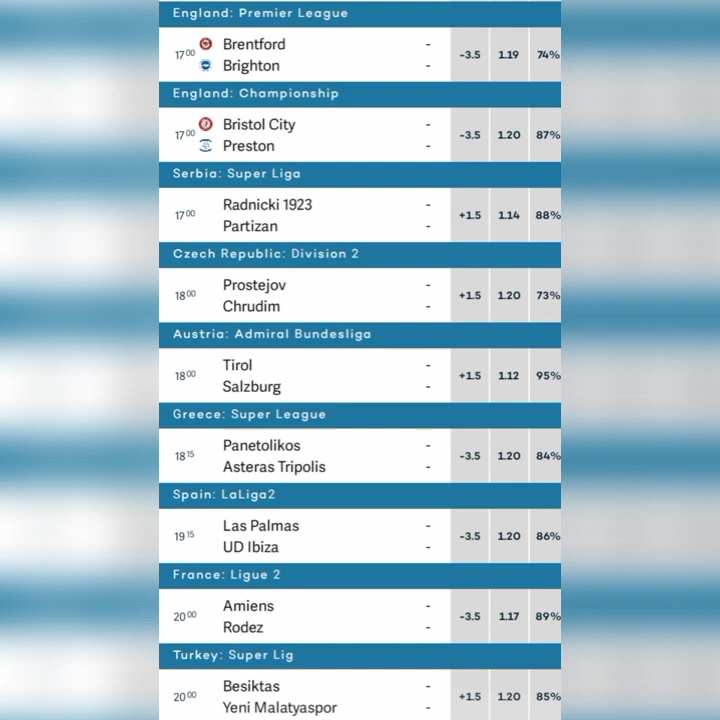 England: Premier League
17 00 Brentford - -3.5 1.19 74%
Brighton -
England: Championship
17 00 Bristol City - -3.5 1.20 87%
Preston -
Serbia: Super Liga
17 00 Radnicki 1923 - +1.5 1.14 88%
Partizan -
Czech Republic: Division 2
18 00 Prostejov - +1.5 1.20 73%
Chrudim -
Austria: Admiral Bundesliga
18 00 Tirol - +1.5 1.12 95%
Salzburg -
Greece: Super League
18 15 Panetolikos - -3.5 1.20 84%
Asteras Tripolis -
Spain: LaLiga2
19 15 Las Palmas - -3.5 1.20 86%
UD Ibiza -
France: Ligue 2
20 00 Amiens - -3.5 1.17 89%
Rodez -
Turkey: Super Lig
20 00 Besiktas - +1.5 1.20 85%
Yeni Malatyaspor -